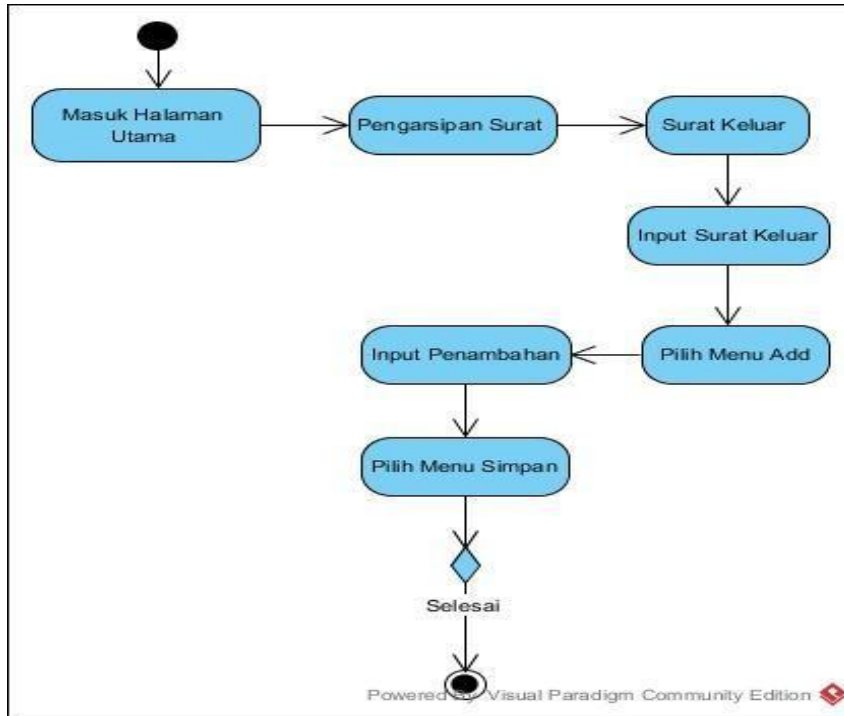 Masuk Halaman
Utama
Pengarsipan Surat
Surat Keluar
Input Surat Keluar
Pilih Menu Add
Input Penambahan
Pilih Menu Simpan
Selesai
Powered By Visual Paradigm Community Edition